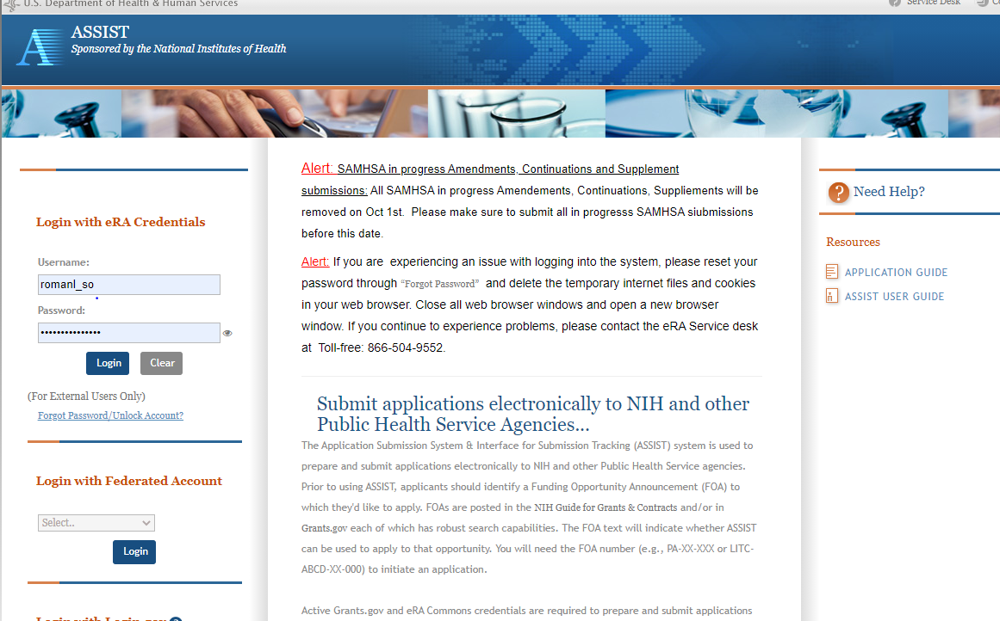 U.S. Department of Health & Human Services
Service Desk
ASSIST
Sponsored by the National Institutes of Health
Login with eRA Credentials
Username:
romanl_so
Password:
•••••••••••••••
Login
Clear
(For External Users Only)
Forgot Password/Unlock Account?
Login with Federated Account
Select..
Login
Login with Login.gov
Alert: SAMHSA in progress Amendments, Continuations and Supplement
submissions: All SAMHSA in progress Amendements, Continuations, Suppliements will be
removed on Oct 1st. Please make sure to submit all in progresss SAMHSA siubmissions
before this date.
Alert: If you are experiencing an issue with logging into the system, please reset your
password through “Forgot Password” and delete the temporary internet files and cookies
in your web browser. Close all web browser windows and open a new browser
window. If you continue to experience problems, please contact the eRA Service desk
at Toll-free: 866-504-9552.
Submit applications electronically to NIH and other
Public Health Service Agencies...
The Application Submission System & Interface for Submission Tracking (ASSIST) system is used to
prepare and submit applications electronically to NIH and other Public Health Service agencies.
Prior to using ASSIST, applicants should identify a Funding Opportunity Announcement (FOA) to
which they'd like to apply. FOAs are posted in the NIH Guide for Grants & Contracts and/or in
Grants.gov each of which has robust search capabilities. The FOA text will indicate whether ASSIST
can be used to apply to that opportunity. You will need the FOA number (e.g., PA-XX-XXX or LITC-
ABCD-XX-000) to initiate an application.
Active Grants.gov and eRA Commons credentials are required to prepare and submit applications
Need Help?
Resources
APPLICATION GUIDE
ASSIST USER GUIDE